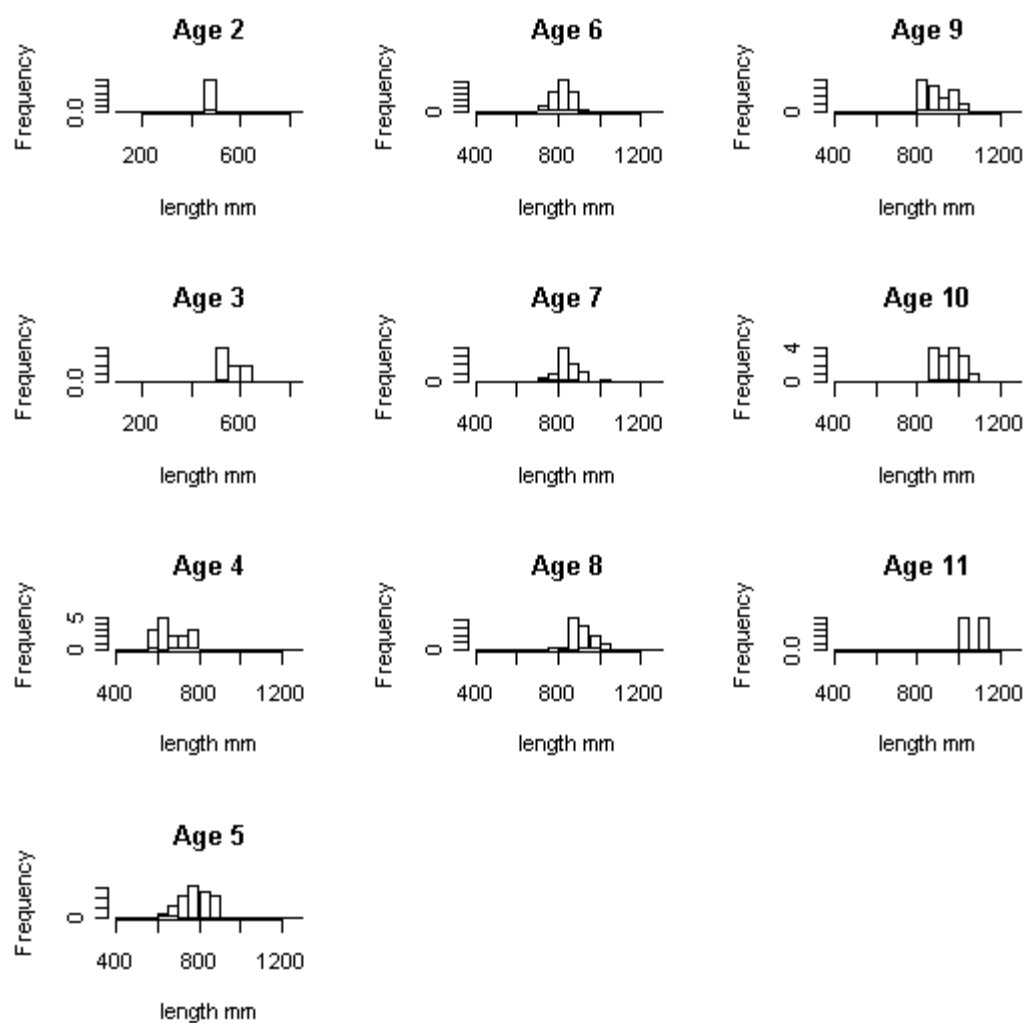 Age 2
Frequency
0.0
200 600
length mm
Age 6
Frequency
0
400 800 1200
length mm
Age 9
Frequency
0
400 800 1200
length mm
Age 3
Frequency
0.0
200 600
length mm
Age 7
Frequency
0
400 800 1200
length mm
Age 10
Frequency
4
0
400 800 1200
length mm
Age 4
Frequency
5
0
400 800 1200
length mm
Age 8
Frequency
0
400 800 1200
length mm
Age 11
Frequency
0.0
400 800 1200
length mm
Age 5
Frequency
0
400 800 1200
length mm